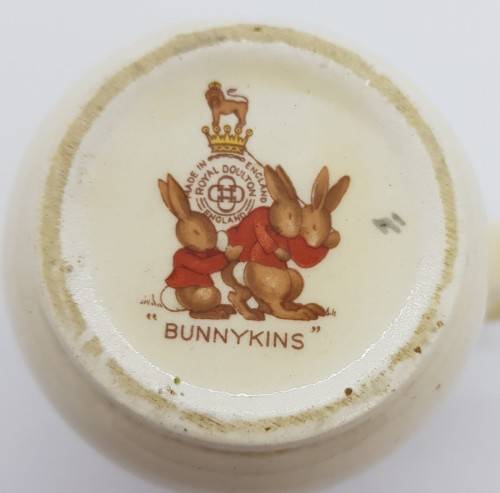 MADE IN ENGLAND
ROYAL DOULTON
ENGLAND
"BUNNYKINS"